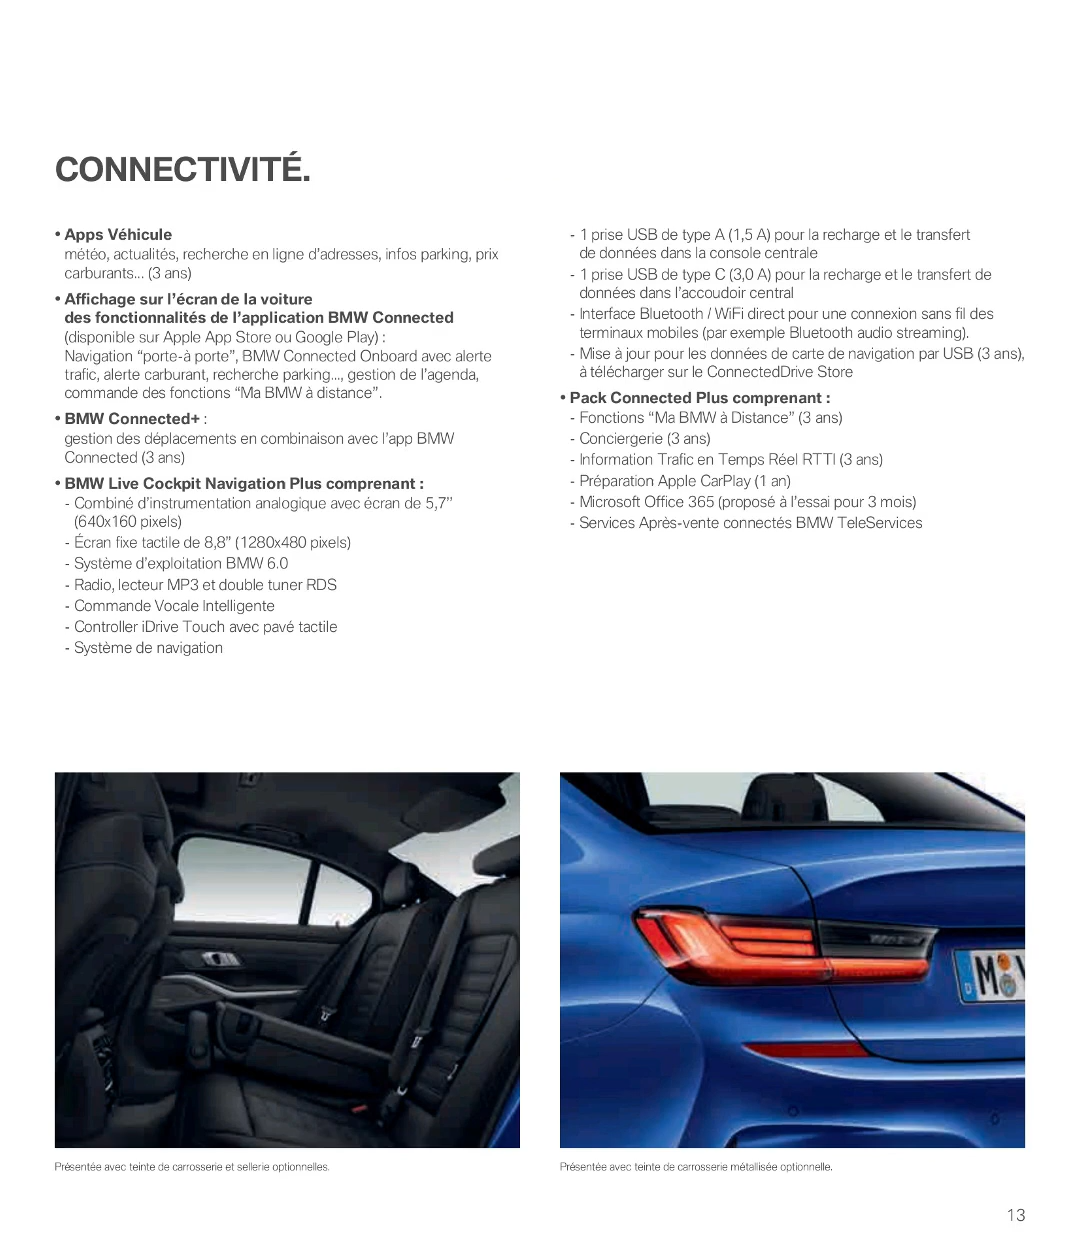 CONNECTIVITÉ.
• Apps Véhicule
météo, actualités, recherche en ligne d’adresses, infos parking, prix
carburants... (3 ans)
• Affichage sur l’écran de la voiture
des fonctionnalités de l’application BMW Connected
(disponible sur Apple App Store ou Google Play) :
Navigation “porte-à porte”, BMW Connected Onboard avec alerte
trafic, alerte carburant, recherche parking..., gestion de l’agenda,
commande des fonctions “Ma BMW à distance”.
• BMW Connected+ :
gestion des déplacements en combinaison avec l’app BMW
Connected (3 ans)
• BMW Live Cockpit Navigation Plus comprenant :
- Combiné d’instrumentation analogique avec écran de 5,7’’
(640x160 pixels)
- Écran fixe tactile de 8,8” (1280x480 pixels)
- Système d’exploitation BMW 6.0
- Radio, lecteur MP3 et double tuner RDS
- Commande Vocale Intelligente
- Controller iDrive Touch avec pavé tactile
- Système de navigation
- 1 prise USB de type A (1,5 A) pour la recharge et le transfert
de données dans la console centrale
- 1 prise USB de type C (3,0 A) pour la recharge et le transfert de
données dans l’accoudoir central
- Interface Bluetooth / WiFi direct pour une connexion sans fil des
terminaux mobiles (par exemple Bluetooth audio streaming).
- Mise à jour pour les données de carte de navigation par USB (3 ans),
à télécharger sur le ConnectedDrive Store
• Pack Connected Plus comprenant :
- Fonctions “Ma BMW à Distance” (3 ans)
- Conciergerie (3 ans)
- Information Trafic en Temps Réel RTTI (3 ans)
- Préparation Apple CarPlay (1 an)
- Microsoft Office 365 (proposé à l’essai pour 3 mois)
- Services Après-vente connectés BMW TeleServices
D M
Présentée avec teinte de carrosserie et sellerie optionnelles.
Présentée avec teinte de carrosserie métallisée optionnelle.
13